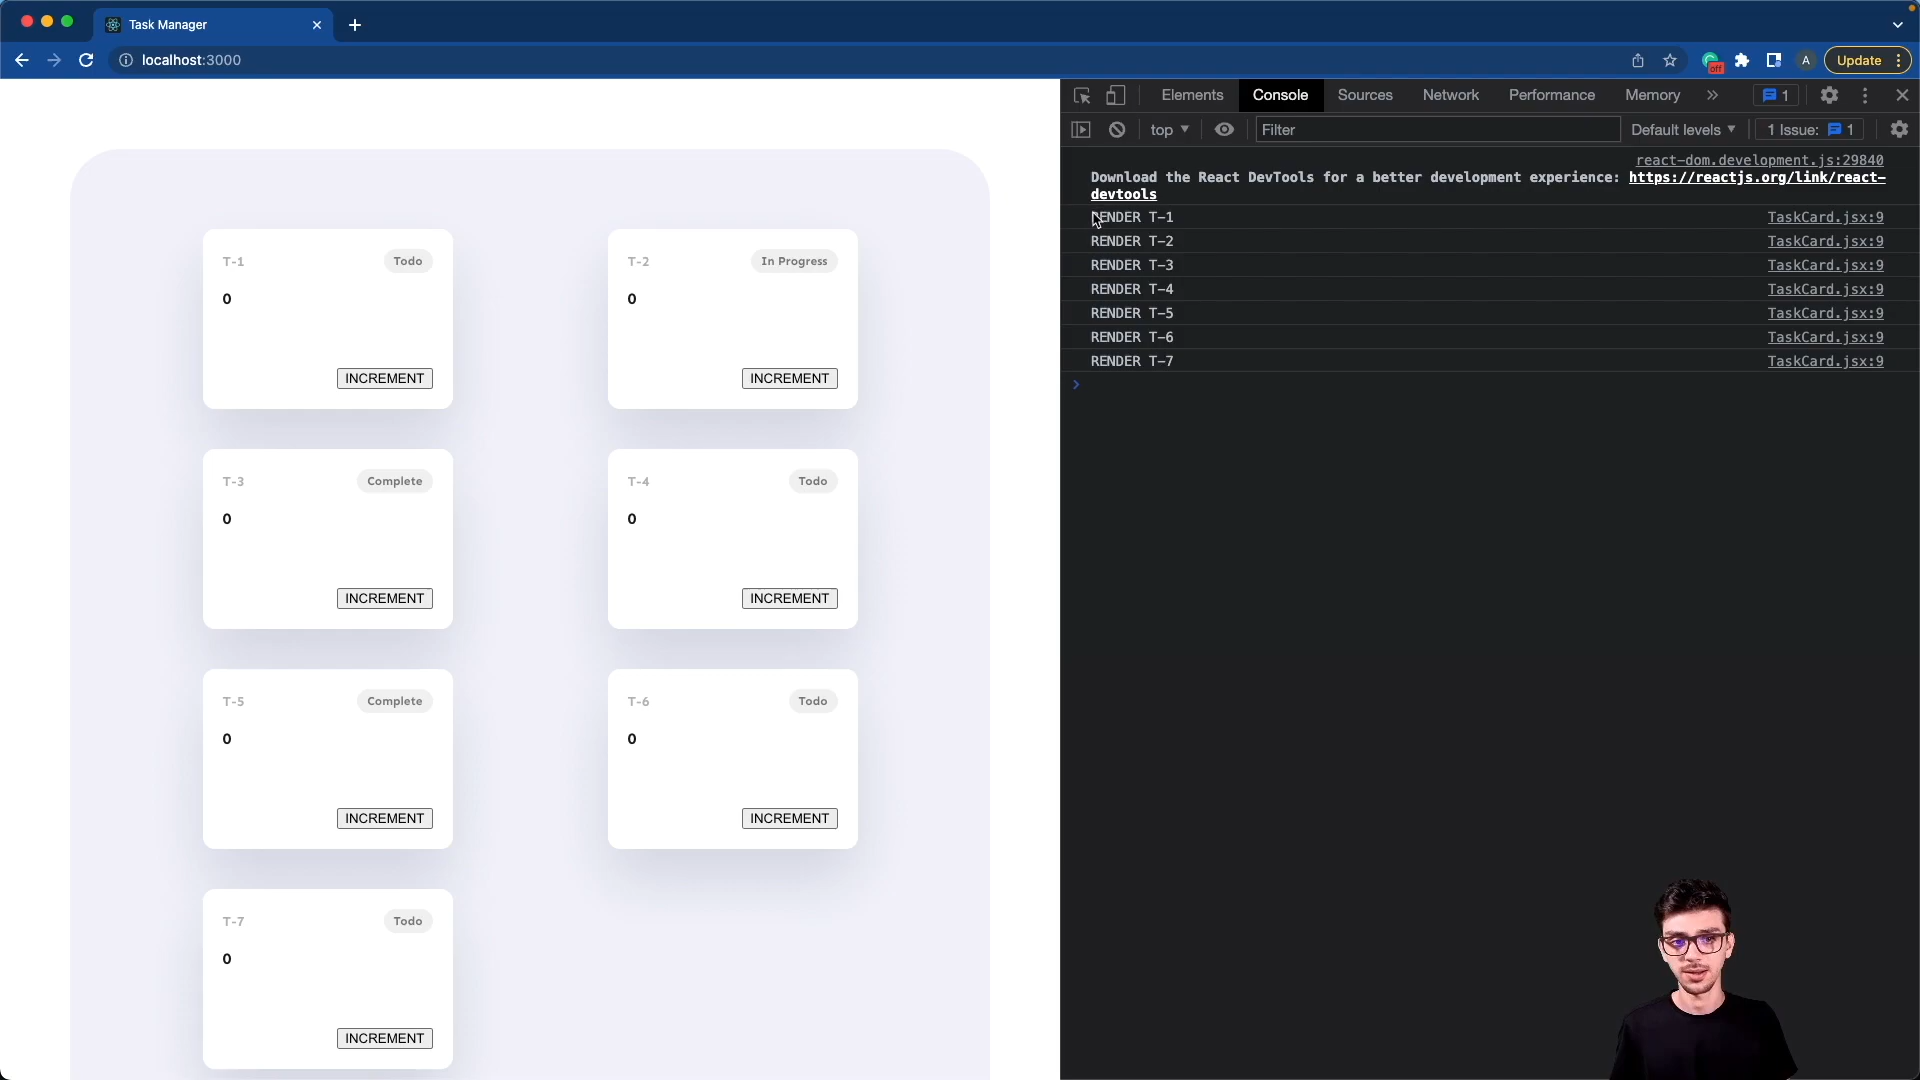 Task Manager
localhost:3000
off
A
Update
Elements Console Sources Network Performance Memory 1
top Filter Default levels 1 Issue: 1
react-dom.development.js:29840
Download the React DevTools for a better development experience: https://reactjs.org/link/react-
devtools
RENDER T-1 TaskCard.jsx:9
RENDER T-2 TaskCard.jsx:9
RENDER T-3 TaskCard.jsx:9
RENDER T-4 TaskCard.jsx:9
RENDER T-5 TaskCard.jsx:9
RENDER T-6 TaskCard.jsx:9
RENDER T-7 TaskCard.jsx:9
T-1 Todo
0
INCREMENT
T-2 In Progress
0
INCREMENT
T-3 Complete
0
INCREMENT
T-4 Todo
0
INCREMENT
T-5 Complete
0
INCREMENT
T-6 Todo
0
INCREMENT
T-7 Todo
0
INCREMENT